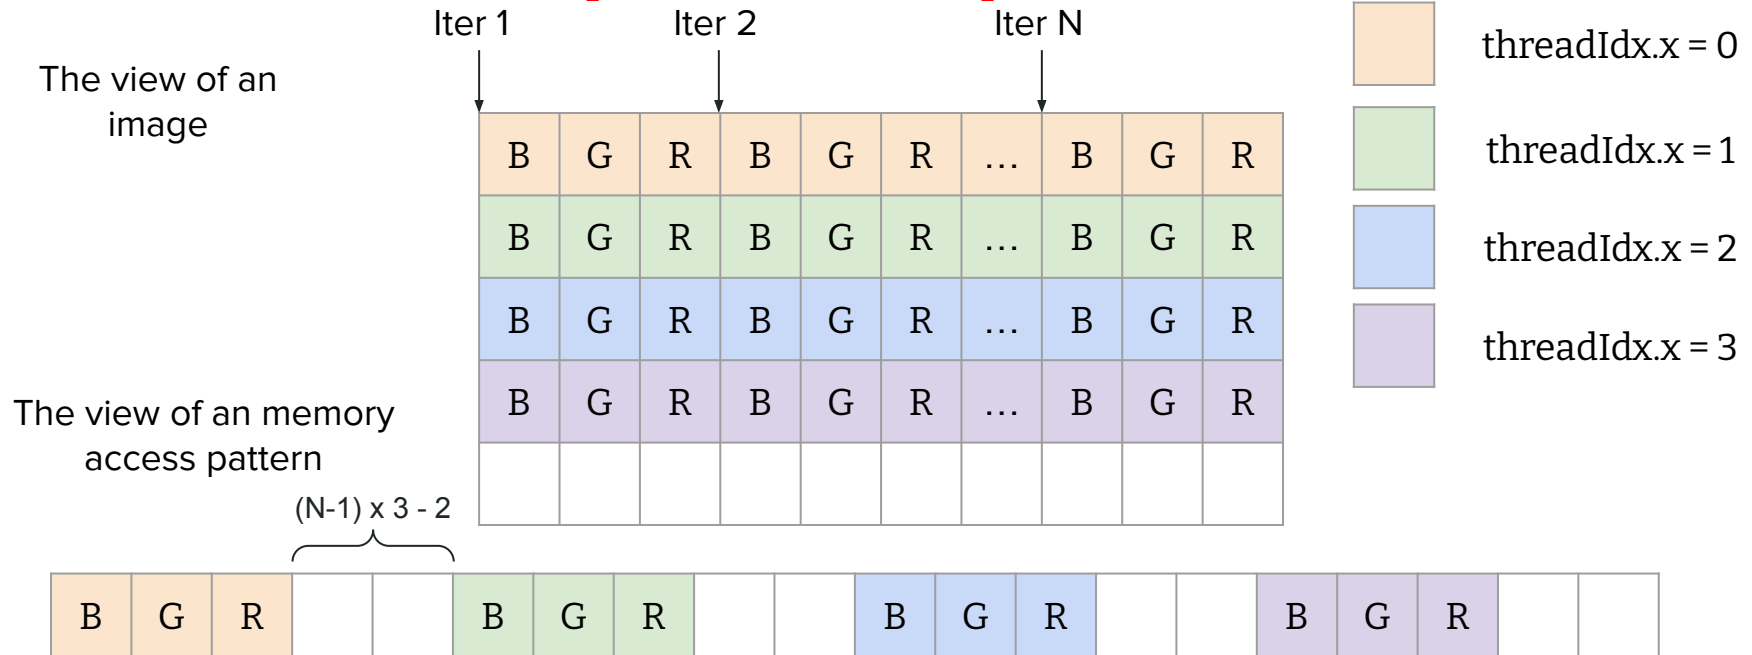 Iter 1 Iter 2 Iter N
threadIdx.x = 0
The view of an
image
B G R B G R ... B G R
threadIdx.x = 1
B G R B G R ... B G R
threadIdx.x = 2
B G R B G R ... B G R
threadIdx.x = 3
B G R B G R ... B G R
The view of an memory
access pattern
(N-1) x 3 - 2
B G R B G R B G R B G R